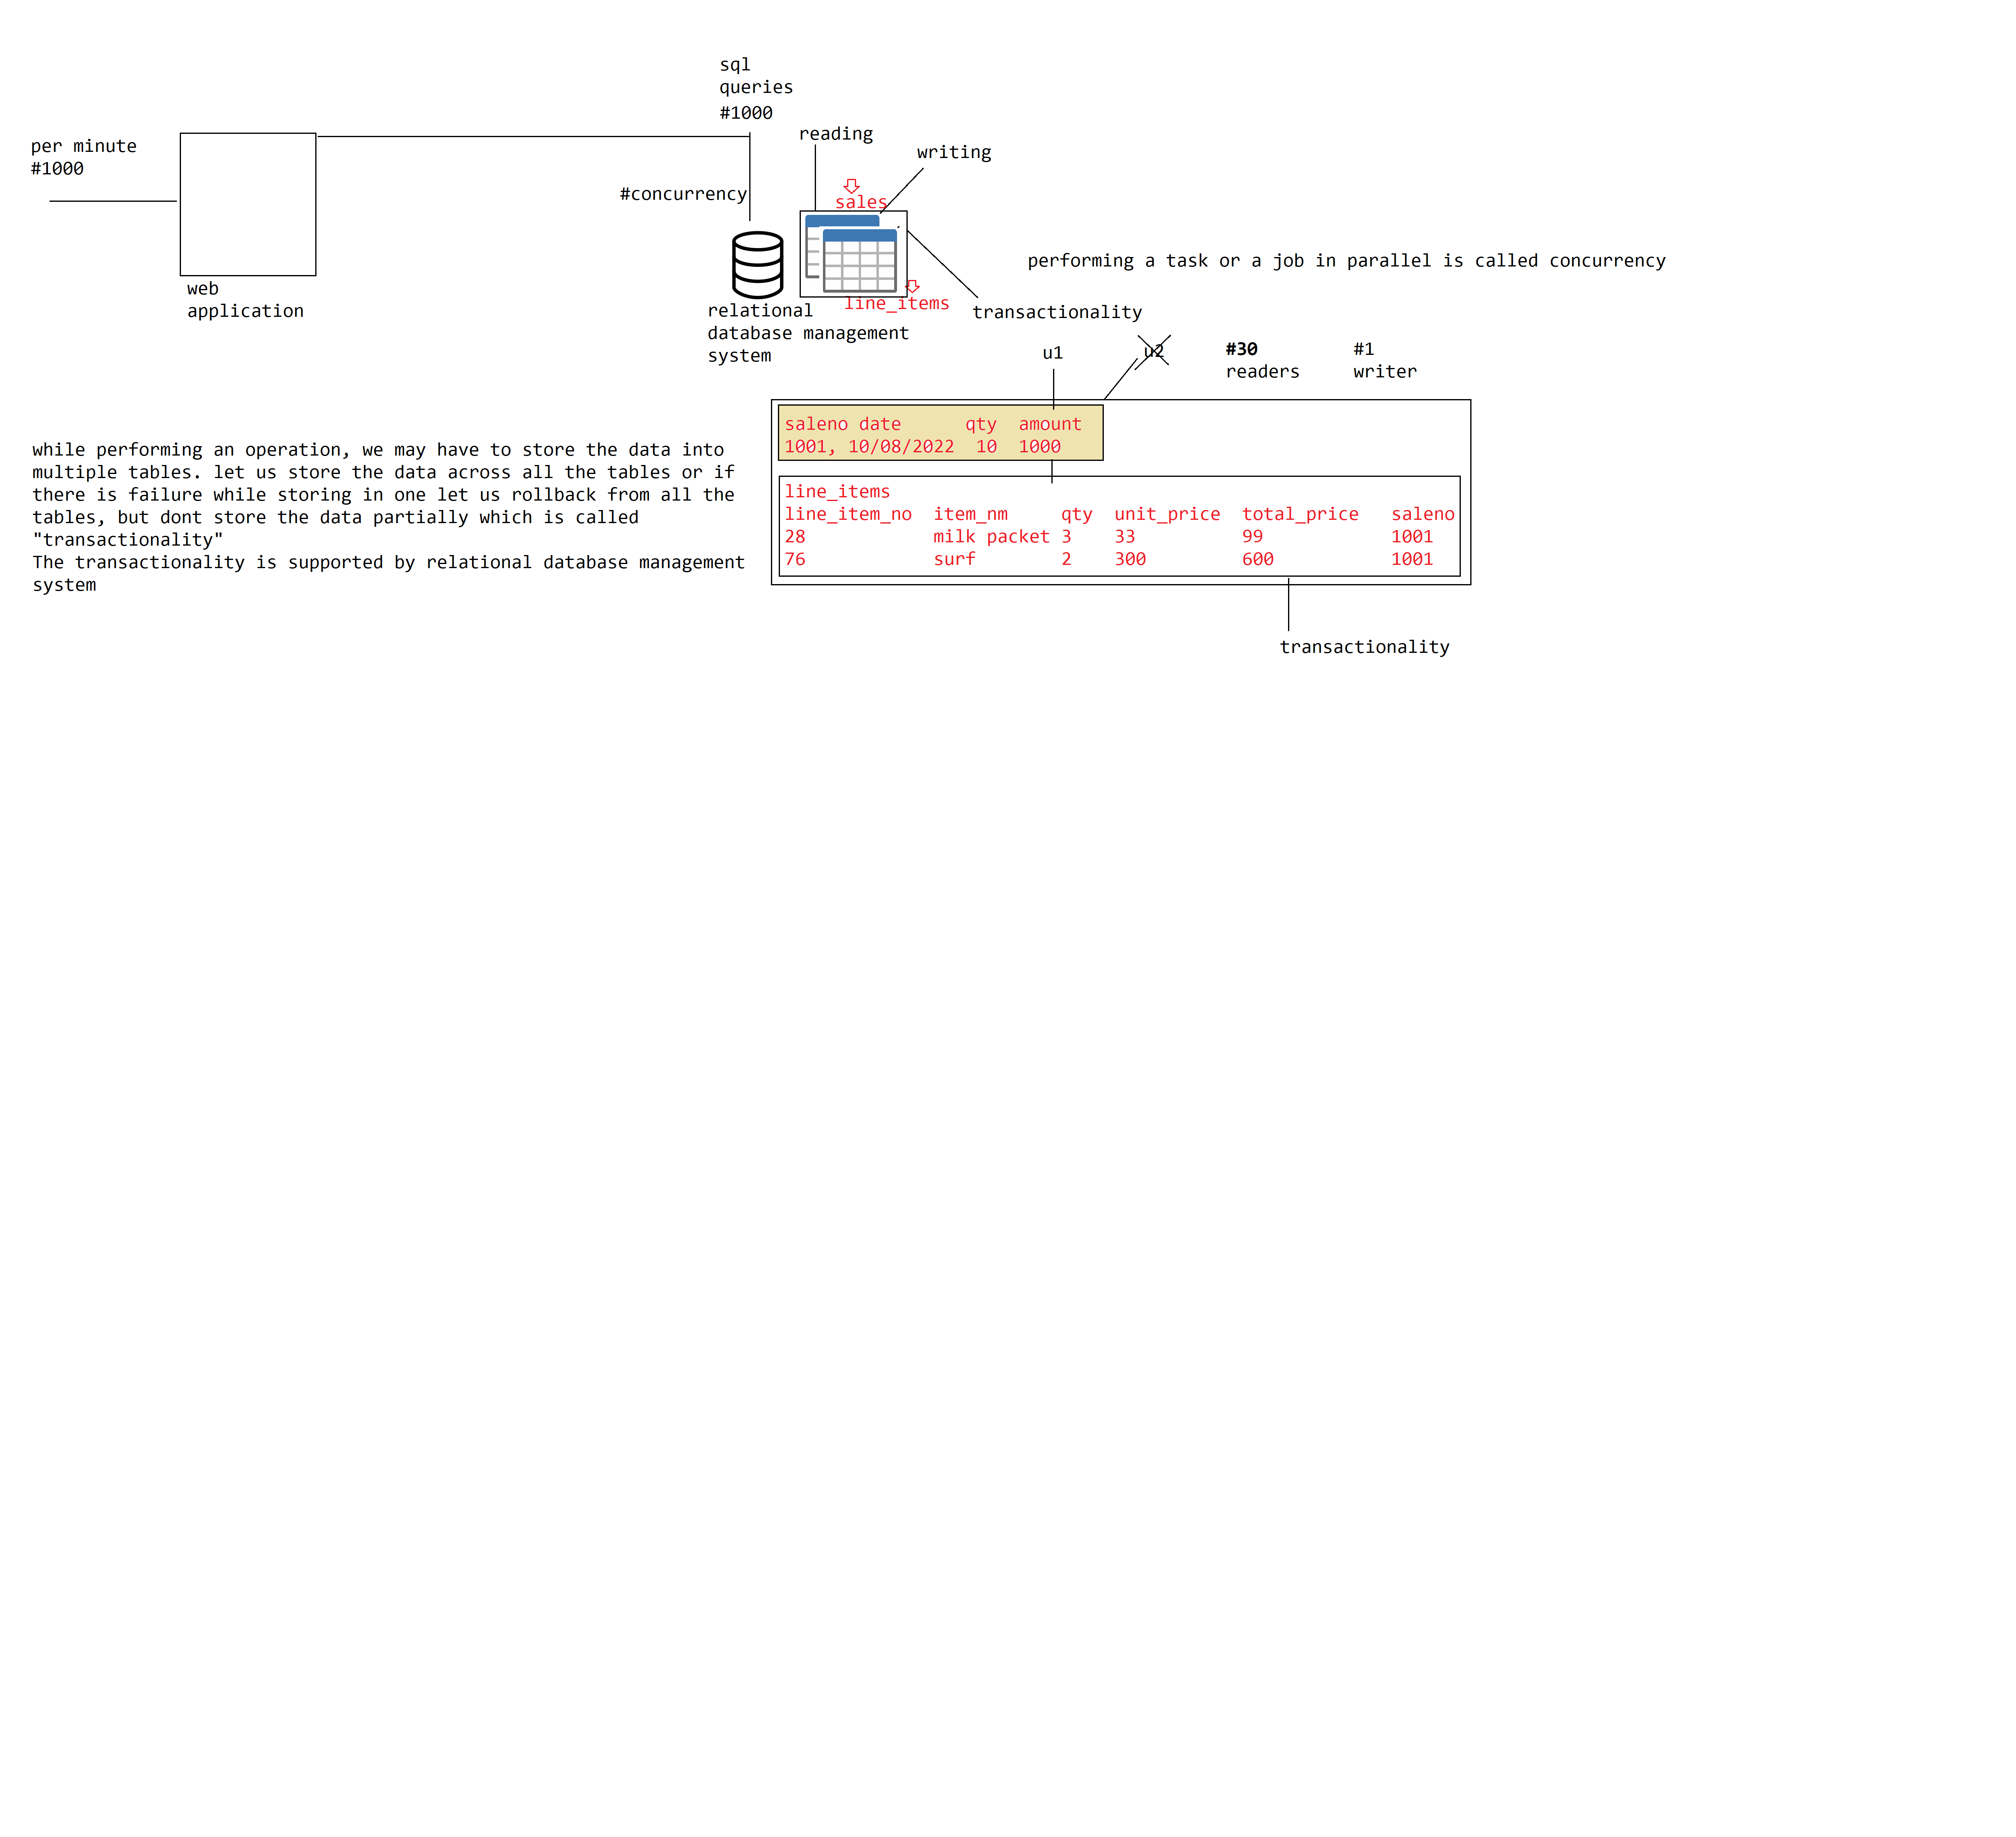 sql
queries
#1000
per minute
#1000
reading
writing
#concurrency
sales
web
application
relational
database management
system
line_items
performing a task or a job in parallel is called concurrency
transactionality
u1
u2
#30
readers
#1
writer
while performing an operation, we may have to store the data into
multiple tables. let us store the data across all the tables or if
there is failure while storing in one let us rollback from all the
tables, but dont store the data partially which is called
"transactionality"
The transactionality is supported by relational database management
system
saleno date qty amount
1001, 10/08/2022 10 1000
line_items
line_item_no item_nm qty unit_price total_price saleno
28 milk packet 3 33 99 1001
76 surf 2 300 600 1001
transactionality